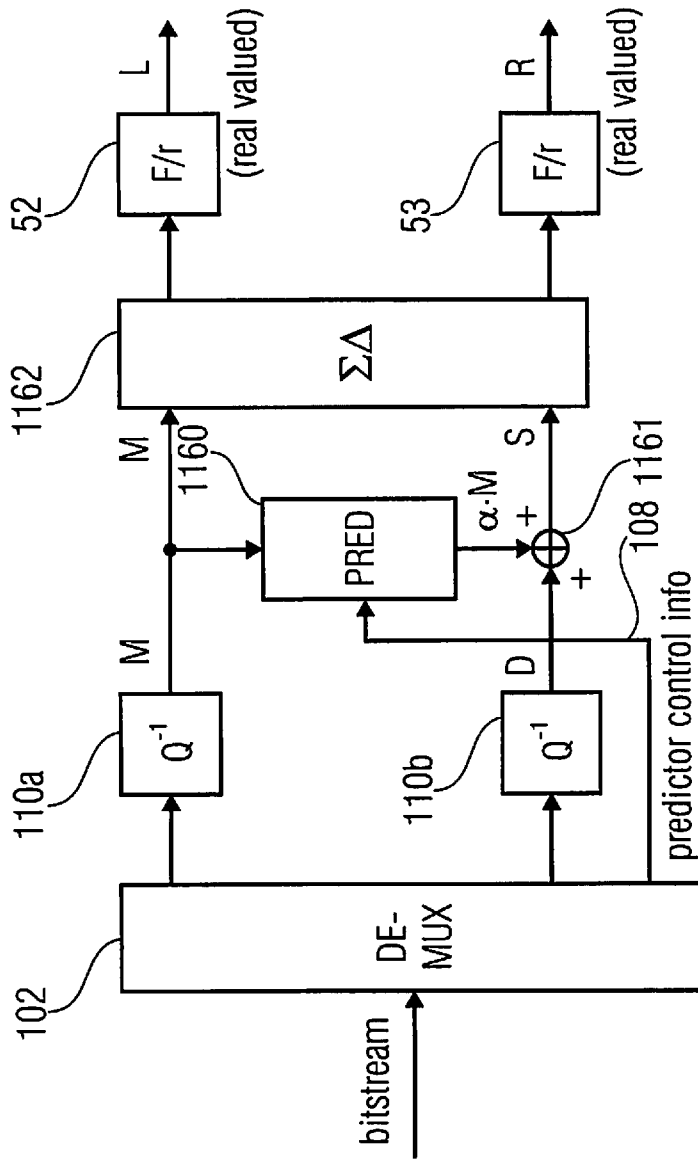 bitstream
102
DE-
MUX
110a
Q⁻¹
M
110b
Q⁻¹
D
predictor control info
108
1160
PRED
α·M
+
+
1161
M
S
1162
ΣΔ
52
F/r
L
(real valued)
53
F/r
R
(real valued)